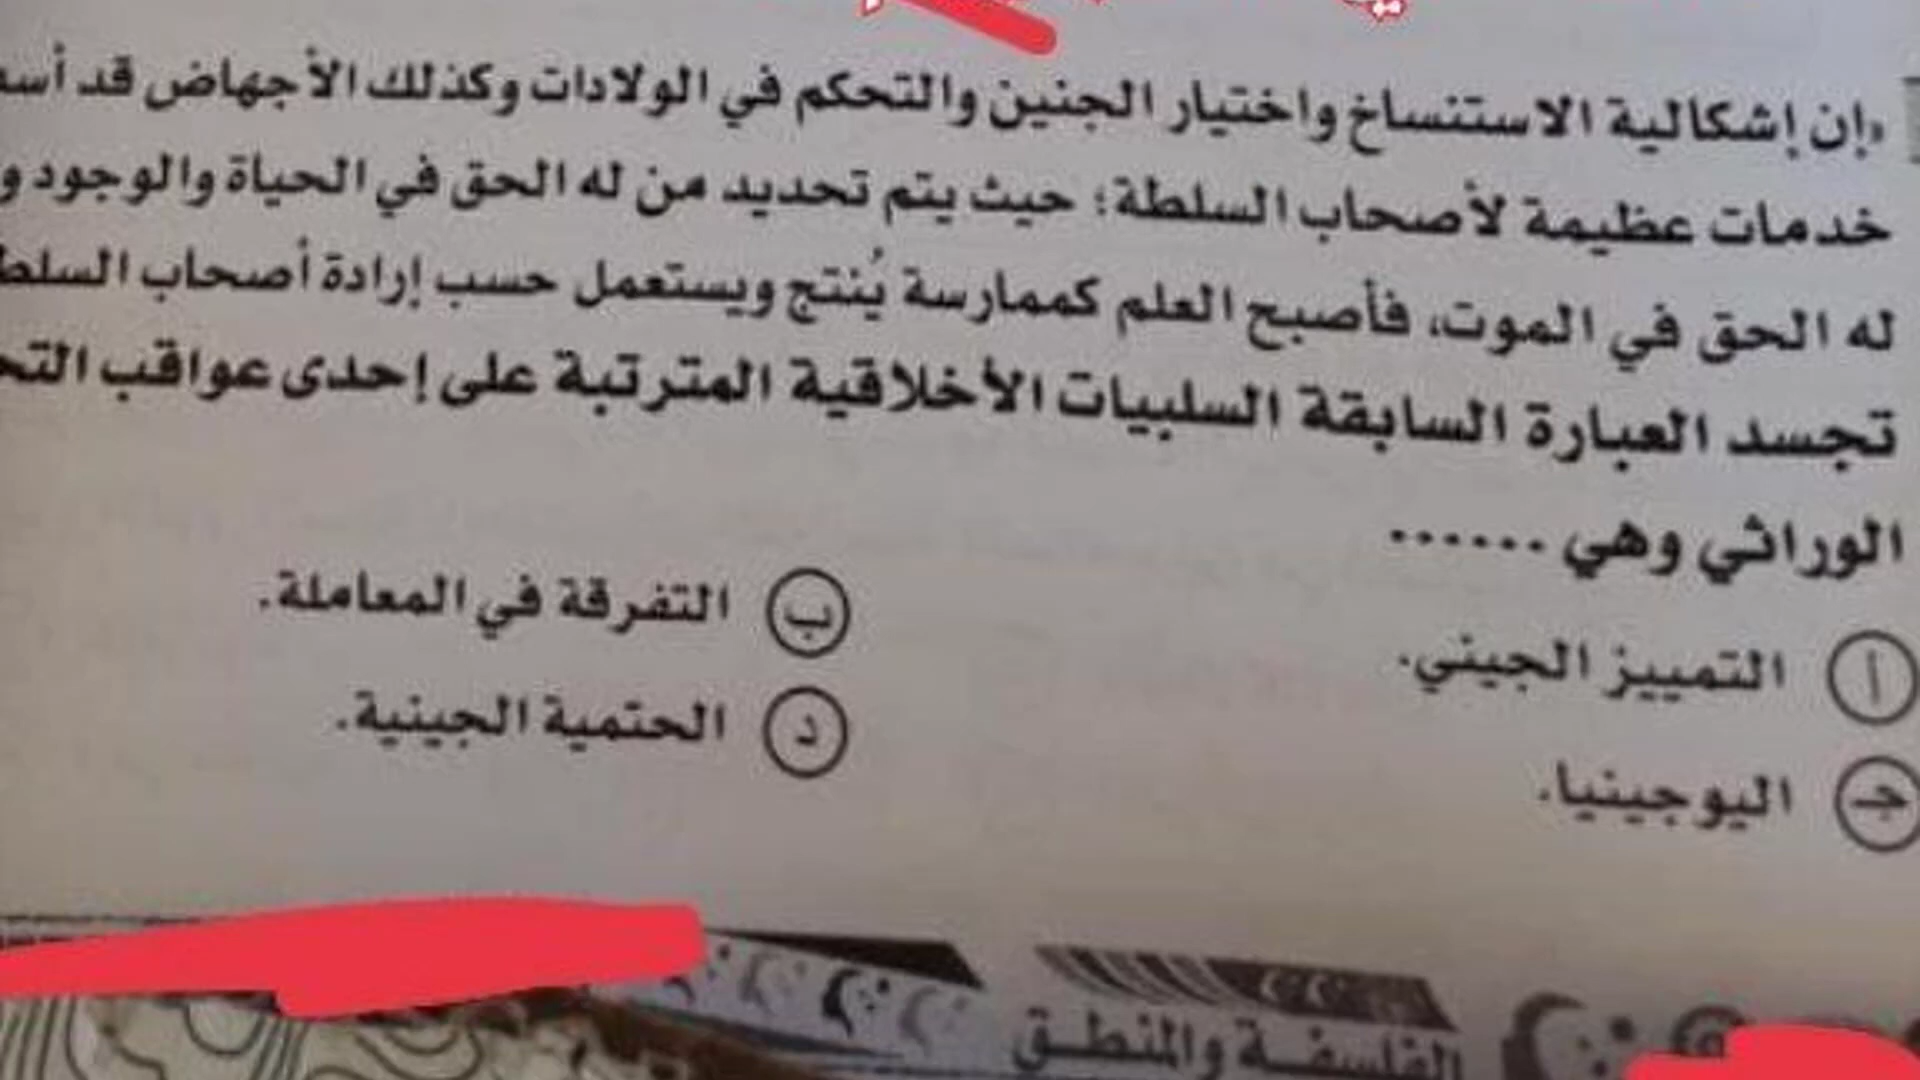 «إن إشكالية الاستنساخ واختيار الجنين والتحكم في الولادات وكذلك الأجهاض قد
خدمات عظيمة لأصحاب السلطة؛ حيث يتم تحديد من له الحق في الحياة والوجود و
له الحق في الموت، فأصبح العلم كممارسة يُنتج ويستعمل حسب إرادة أصحاب
تجسد العبارة السابقة السلبيات الأخلاقية المترتبة على إحدى عواقب
الوراثي وهي ......
أ التمييز الجيني.
ب التفرقة في المعاملة.
جـ اليوجينيا.
د الحتمية الجينية.
الفلسفة والمنطق